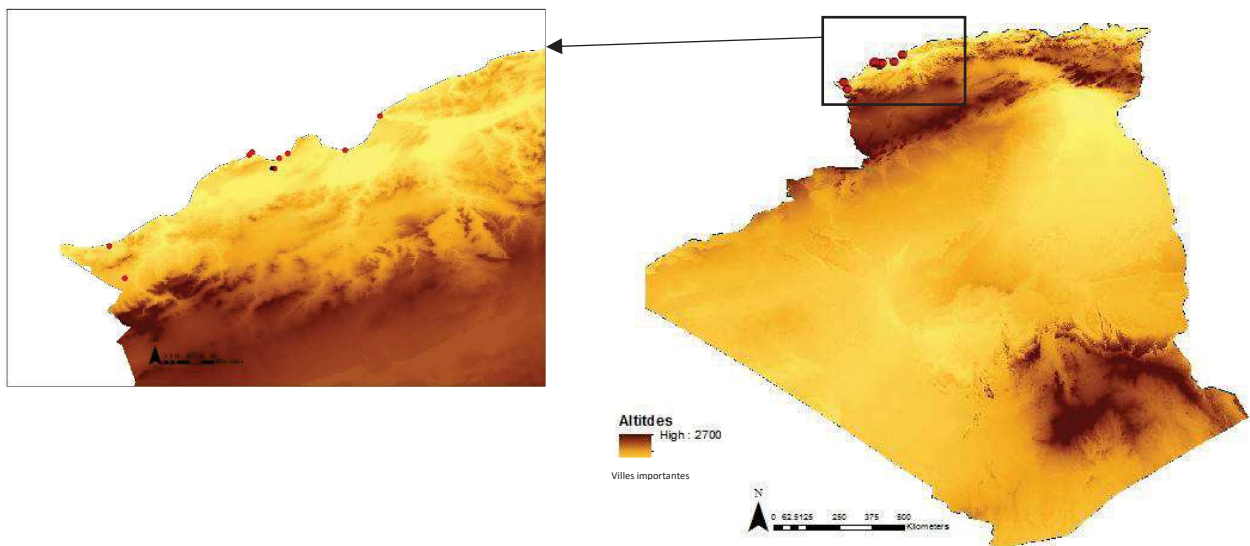 Altitdes
High : 2700
Villes importantes
N
0 62.5125 250 375 500
Kilometers